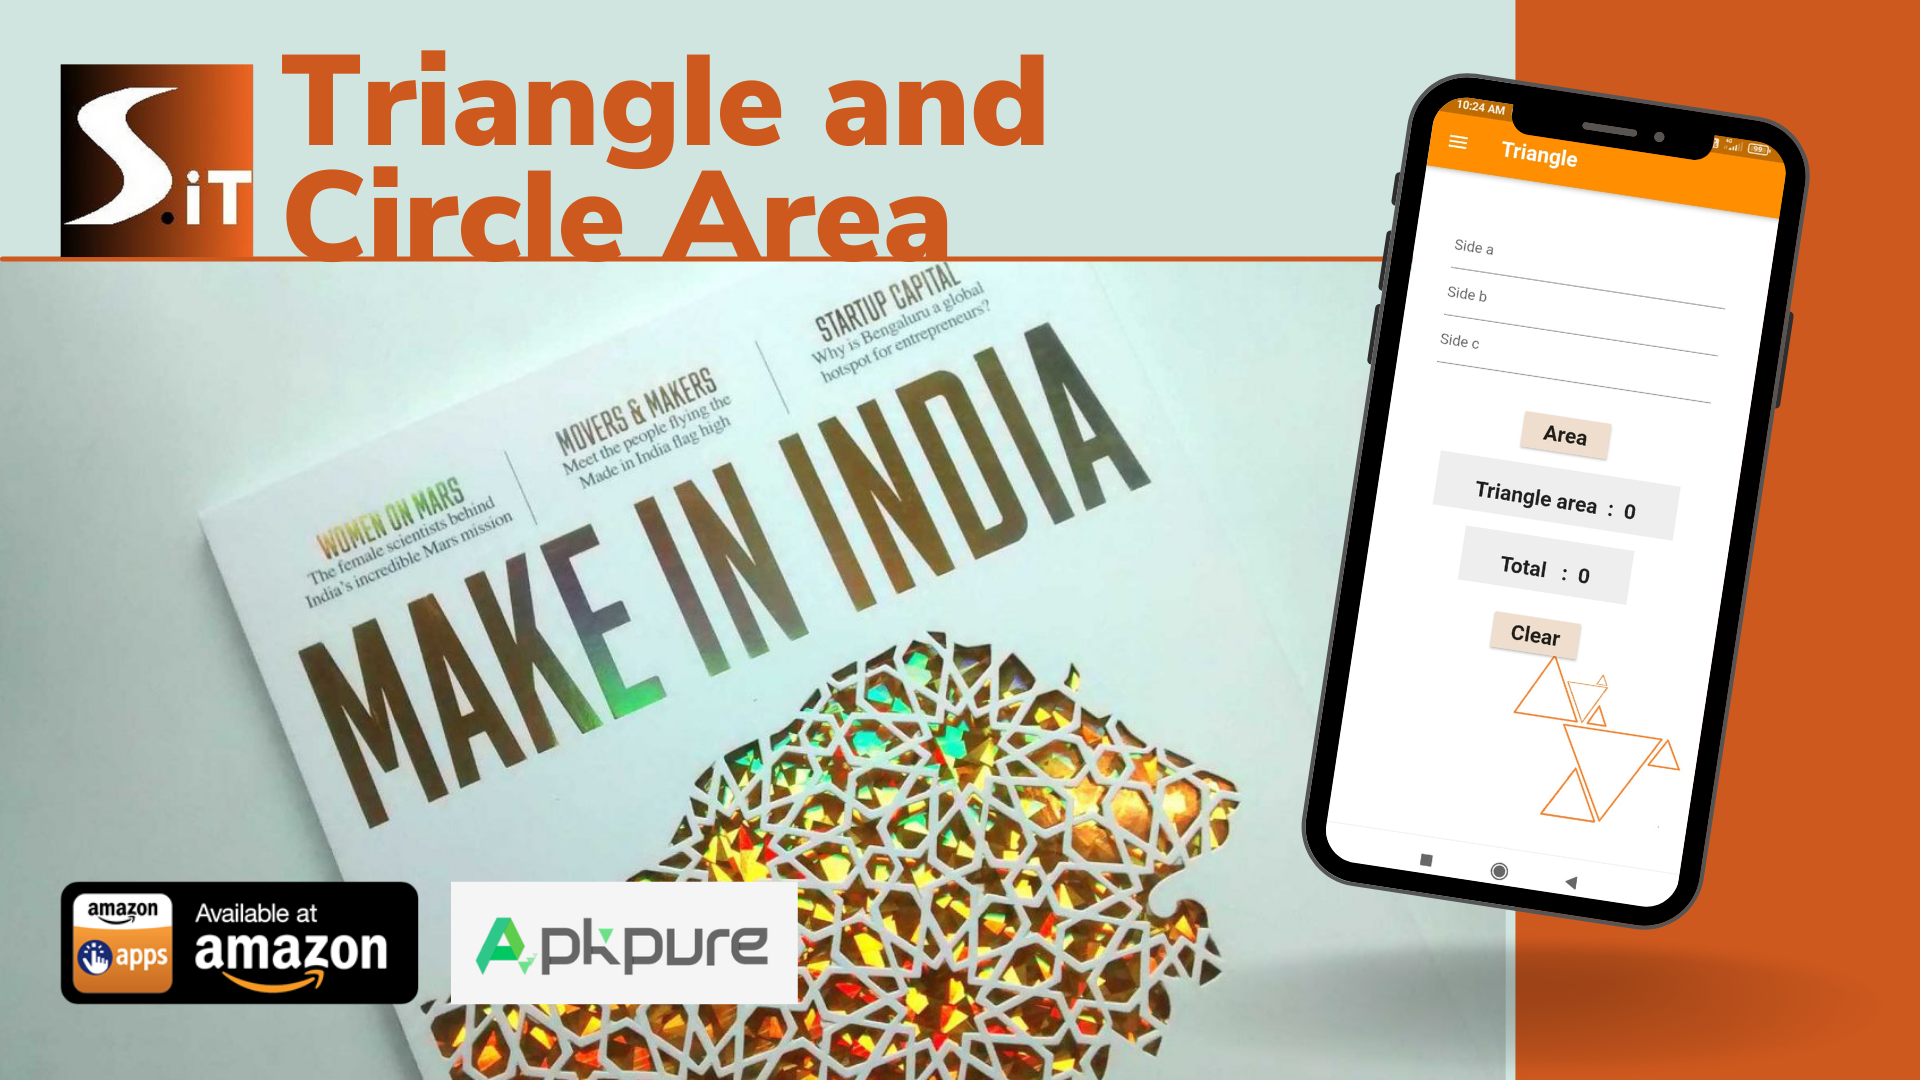 S.iT
Triangle and
Circle Area
STARTUP CAPITAL
Why is Bengaluru a global
hotspot for entrepreneurs?
MOVERS & MAKERS
Meet the people flying the
Made in India flag high
WOMEN ON MARS
The female scientists behind
India's incredible Mars mission
MAKE IN INDIA
amazon
apps
Available at
amazon
Apkpure
10:24 AM
4G
99
Triangle
Side a
Side b
Side c
Area
Triangle area : 0
Total : 0
Clear